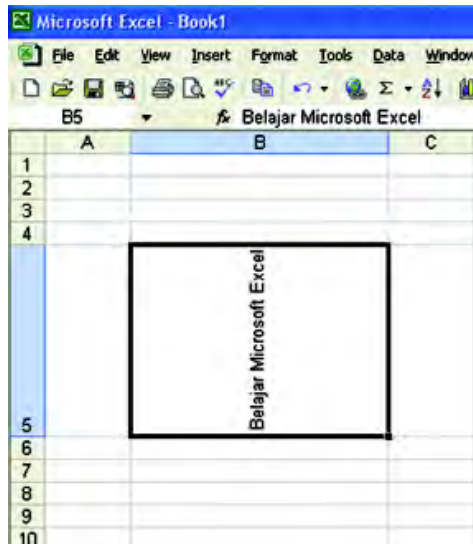 Microsoft Excel - Book1
File Edit View Insert Format Tools Data Window
B5 fx Belajar Microsoft Excel
A B C
1
2
3
4
Belajar Microsoft Excel
5
6
7
8
9
10